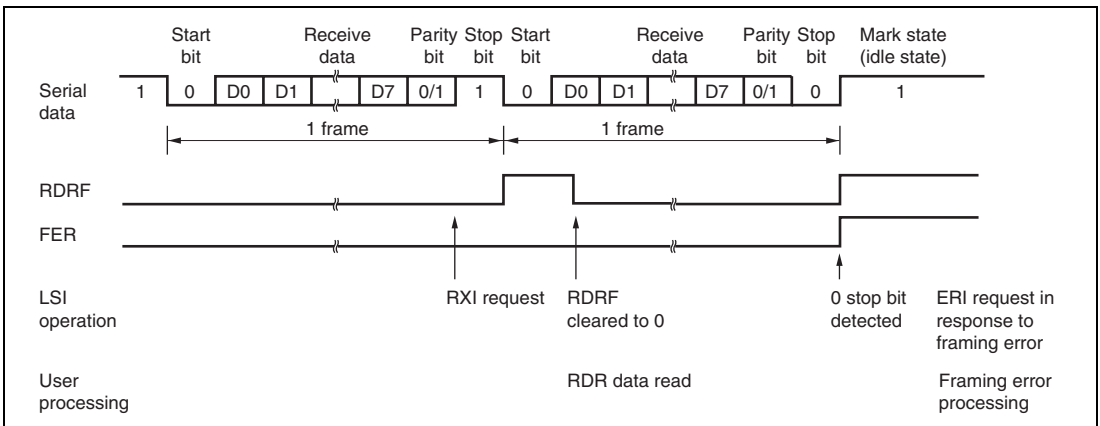 Start bit Receive data Parity bit Stop bit Start bit Receive data Parity bit Stop bit Mark state (idle state)
Serial data 1 0 D0 D1 D7 0/1 1 0 D0 D1 D7 0/1 0 1
1 frame 1 frame
RDRF
FER
LSI operation RXI request RDRF cleared to 0 0 stop bit detected ERI request in response to framing error
User processing RDR data read Framing error processing